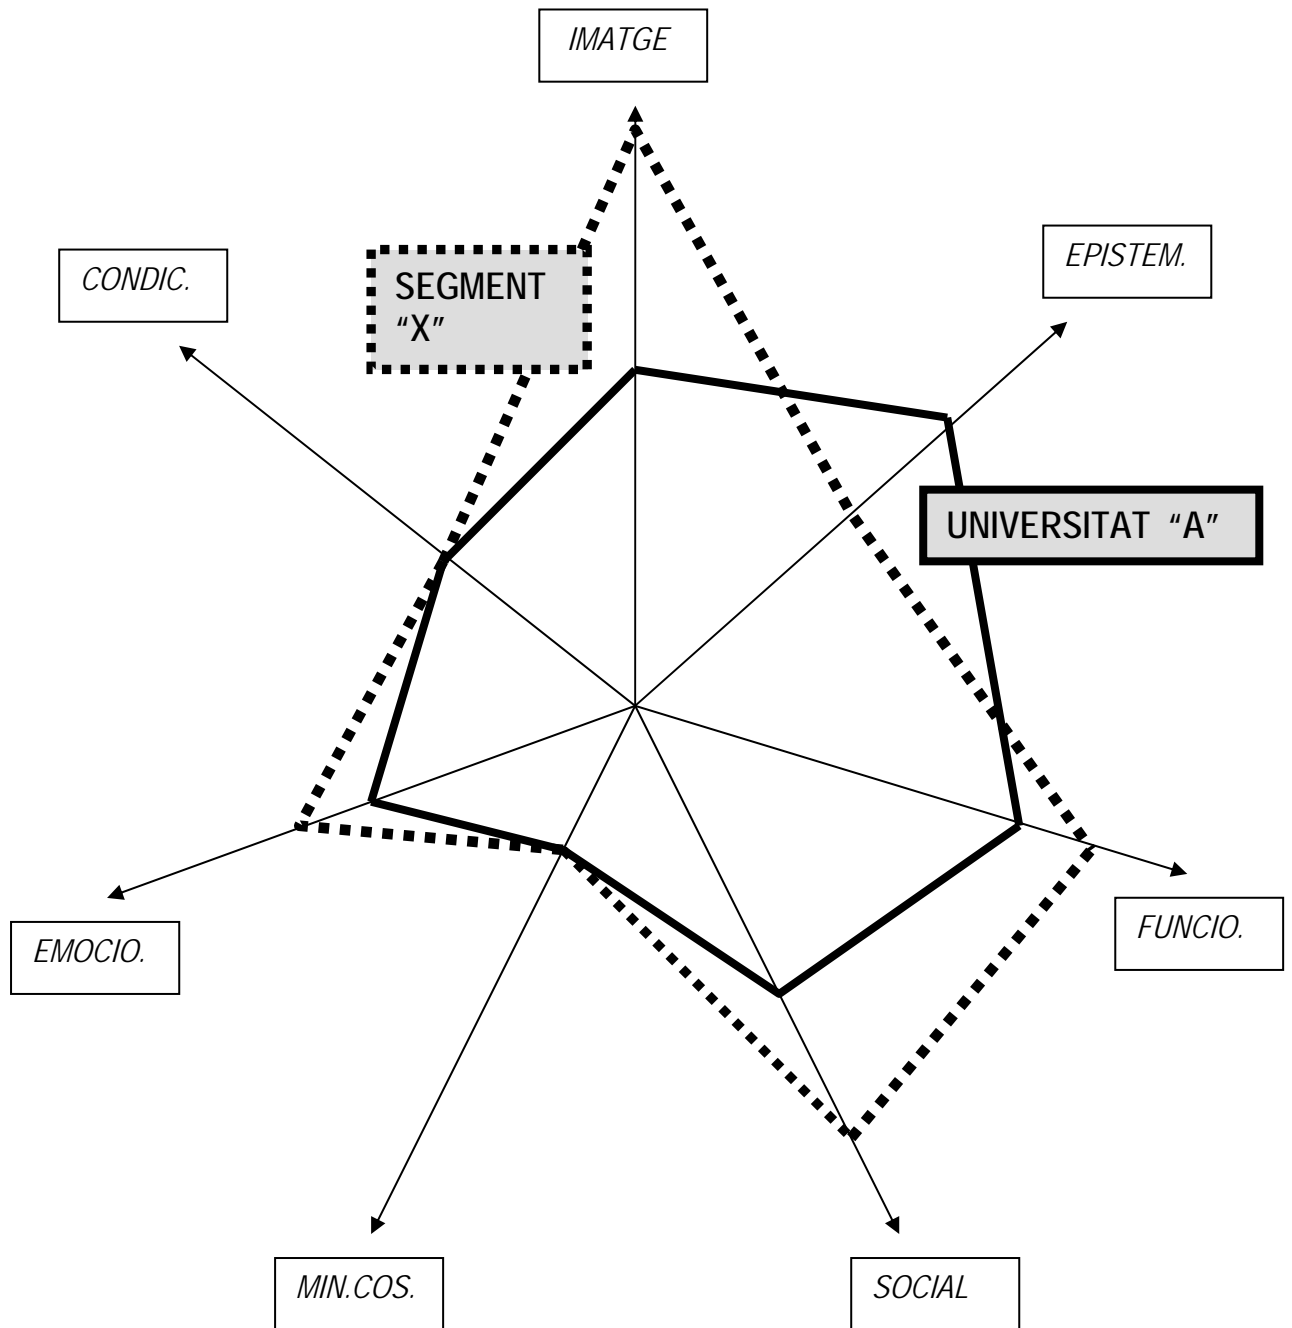 IMATGE
EPISTEM.
CONDIC.
SEGMENT
“X”
UNIVERSITAT “A”
EMOCIO.
FUNCIO.
MIN.COS.
SOCIAL